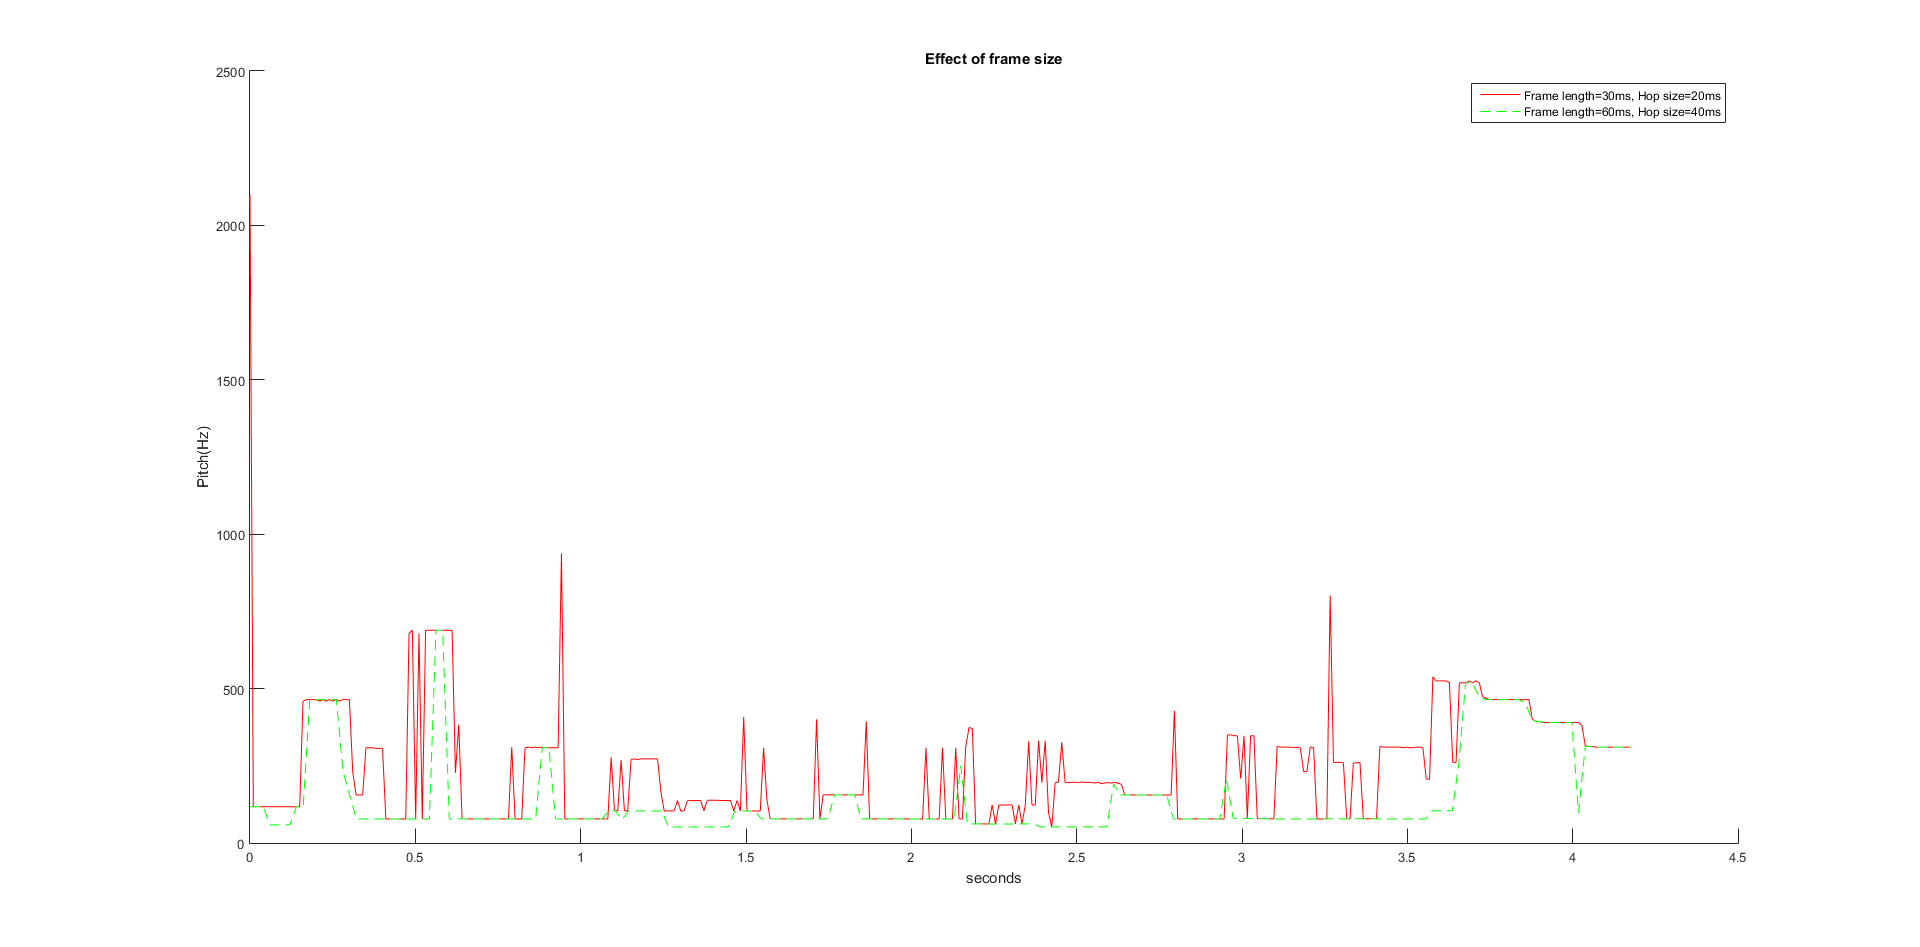 Effect of frame size
Frame length=30ms, Hop size=20ms
Frame length=60ms, Hop size=40ms
2500
2000
1500
1000
500
0
Pitch(Hz)
0 0.5 1 1.5 2 2.5 3 3.5 4 4.5
seconds